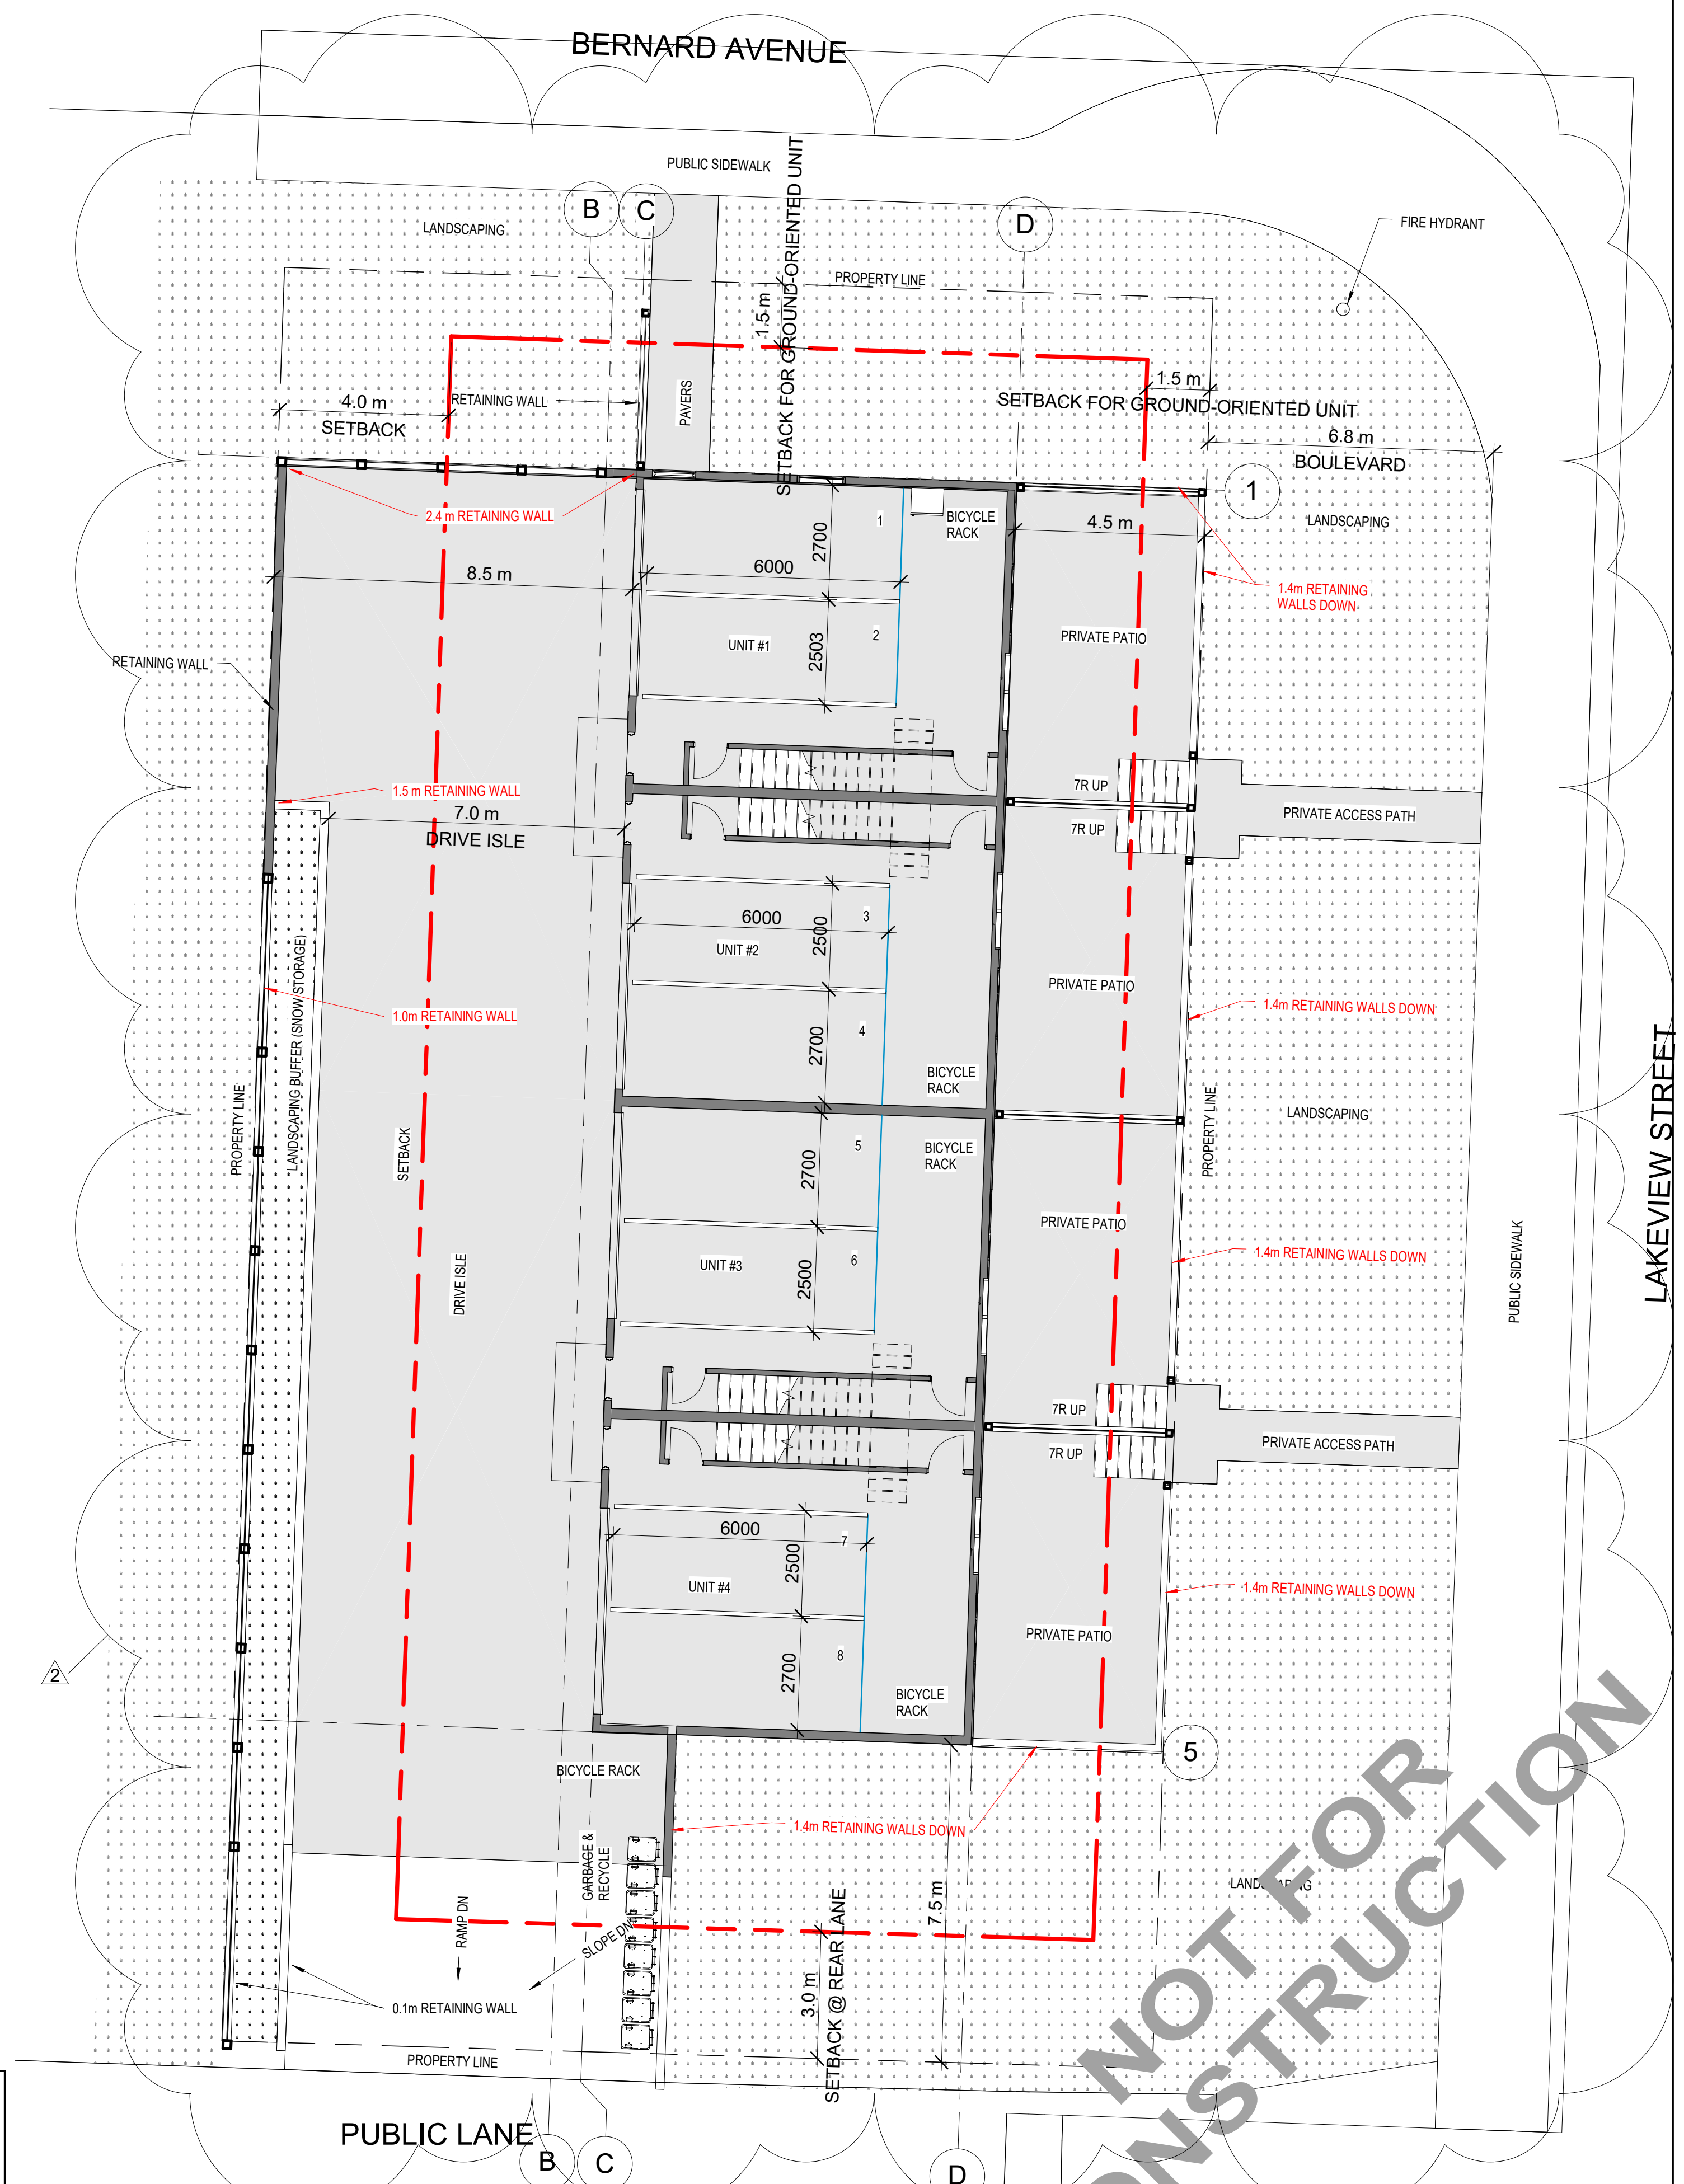 BERNARD AVENUE
PUBLIC SIDEWALK
SETBACK FOR GROUND-ORIENTED UNIT
B
C
D
LANDSCAPING
FIRE HYDRANT
PROPERTY LINE
1.5 m
PAVERS
4.0 m
SETBACK
RETAINING WALL
1.5 m
SETBACK FOR GROUND-ORIENTED UNIT
6.8 m
BOULEVARD
1
2.4 m RETAINING WALL
1
2700
BICYCLE
RACK
4.5 m
LANDSCAPING
8.5 m
6000
1.4m RETAINING
WALLS DOWN
2
UNIT #1
2503
PRIVATE PATIO
RETAINING WALL
1.5 m RETAINING WALL
7.0 m
DRIVE ISLE
7R UP
7R UP
PRIVATE ACCESS PATH
LANDSCAPING BUFFER (SNOW STORAGE)
6000
3
2500
UNIT #2
PRIVATE PATIO
1.4m RETAINING WALLS DOWN
1.0m RETAINING WALL
4
2700
BICYCLE
RACK
PROPERTY LINE
SETBACK
5
2700
BICYCLE
RACK
PROPERTY LINE
LANDSCAPING
LAKEVIEW STREET
PRIVATE PATIO
DRIVE ISLE
UNIT #3
6
2500
1.4m RETAINING WALLS DOWN
PUBLIC SIDEWALK
7R UP
7R UP
PRIVATE ACCESS PATH
6000
7
2500
UNIT #4
1.4m RETAINING WALLS DOWN
PRIVATE PATIO
8
2700
2
BICYCLE
RACK
5
BICYCLE RACK
1.4m RETAINING WALLS DOWN
GARBAGE &
RECYCLE
LANDSCAPING
RAMP DN
SLOPE DN
7.5 m
3.0 m
SETBACK @ REAR LANE
0.1m RETAINING WALL
PROPERTY LINE
PUBLIC LANE
B
C
D
NOT FOR
CONSTRUCTION